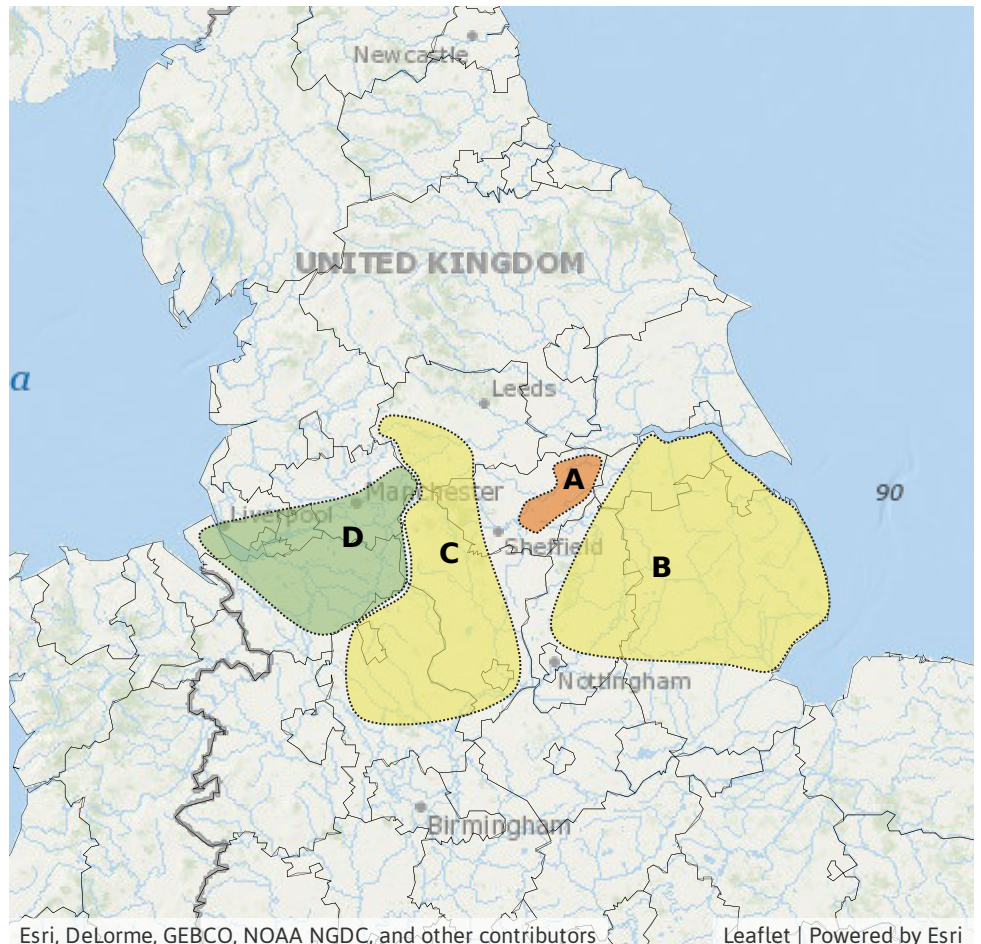 Newcastle
UNITED KINGDOM
a
Leeds
A
Manchester
90
Liverpool
D
Sheffield
C
B
Nottingham
Birmingham
Esri, DeLorme, GEBCO, NOAA NGDC, and other contributors
Leaflet | Powered by Esri